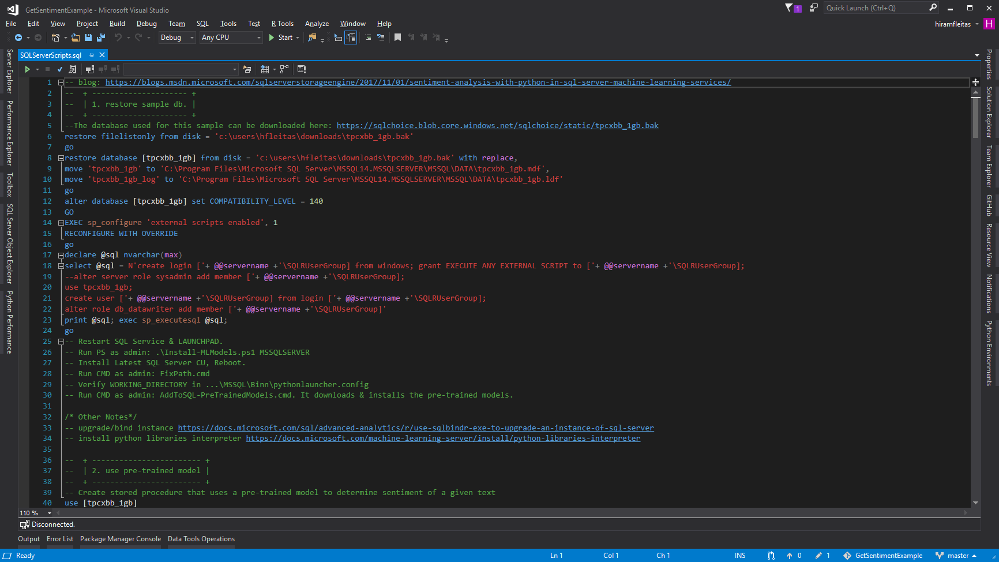 GetSentimentExample - Microsoft Visual Studio
1
Quick Launch (Ctrl+Q)
File Edit View Project Build Debug Team SQL Tools Test R Tools Analyze Window Help
hiramfleitas H
Debug Any CPU Start
SQLServerScripts.sql
Server Explorer
Performance Explorer
Toolbox
SQL Server Object Explorer
Python Performance
1 -- blog: https://blogs.msdn.microsoft.com/sqlserverstorageengine/2017/11/01/sentiment-analysis-with-python-in-sql-server-machine-learning-services/
2 --  + --------------------- +
3 --  | 1. restore sample db. |
4 --  + --------------------- +
5 --The database used for this sample can be downloaded here: https://sqlchoice.blob.core.windows.net/sqlchoice/static/tpcxbb_1gb.bak
6 restore filelistonly from disk = 'c:\users\hfleitas\downloads\tpcxbb_1gb.bak'
7 go
8 restore database [tpcxbb_1gb] from disk = 'c:\users\hfleitas\downloads\tpcxbb_1gb.bak' with replace,
9 move 'tpcxbb_1gb' to 'C:\Program Files\Microsoft SQL Server\MSSQL14.MSSQLSERVER\MSSQL\DATA\tpcxbb_1gb.mdf',
10 move 'tpcxbb_1gb_log' to 'C:\Program Files\Microsoft SQL Server\MSSQL14.MSSQLSERVER\MSSQL\DATA\tpcxbb_1gb.ldf'
11 go
12 alter database [tpcxbb_1gb] set COMPATIBILITY_LEVEL = 140
13 GO
14 EXEC sp_configure 'external scripts enabled', 1
15 RECONFIGURE WITH OVERRIDE
16 go
17 declare @sql nvarchar(max)
18 select @sql = N'create login ['+ @@servername +'\SQLRUserGroup] from windows; grant EXECUTE ANY EXTERNAL SCRIPT to ['+ @@servername +'\SQLRUserGroup];
19 --alter server role sysadmin add member ['+ @@servername +'\SQLRUserGroup];
20 use tpcxbb_1gb;
21 create user ['+ @@servername +'\SQLRUserGroup] from login ['+ @@servername +'\SQLRUserGroup];
22 alter role db_datawriter add member ['+ @@servername +'\SQLRUserGroup]'
23 print @sql; exec sp_executesql @sql;
24 go
25 -- Restart SQL Service & LAUNCHPAD.
26 -- Run PS as admin: .\Install-MLModels.ps1 MSSQLSERVER
27 -- Install Latest SQL Server CU, Reboot.
28 -- Run CMD as admin: FixPath.cmd
29 -- Verify WORKING_DIRECTORY in ...\MSSQL\Binn\pythonlauncher.config
30 -- Run CMD as admin: AddToSQL-PreTrainedModels.cmd. It downloads & installs the pre-trained models.
31
32 /* Other Notes*/
33 -- upgrade/bind instance https://docs.microsoft.com/sql/advanced-analytics/r/use-sqlbindr-exe-to-upgrade-an-instance-of-sql-server
34 -- install python libraries interpreter https://docs.microsoft.com/machine-learning-server/install/python-libraries-interpreter
35
36 --  + ------------------------ +
37 --  | 2. use pre-trained model |
38 --  + ------------------------ +
39 -- Create stored procedure that uses a pre-trained model to determine sentiment of a given text
40 use [tpcxbb_1gb]
Properties
Solution Explorer
Team Explorer
GitHub
Resource View
Notifications
Python Environments
110 %
Disconnected.
Output Error List Package Manager Console Data Tools Operations
Ready Ln 1 Col 1 Ch 1 INS 0 1 GetSentimentExample master